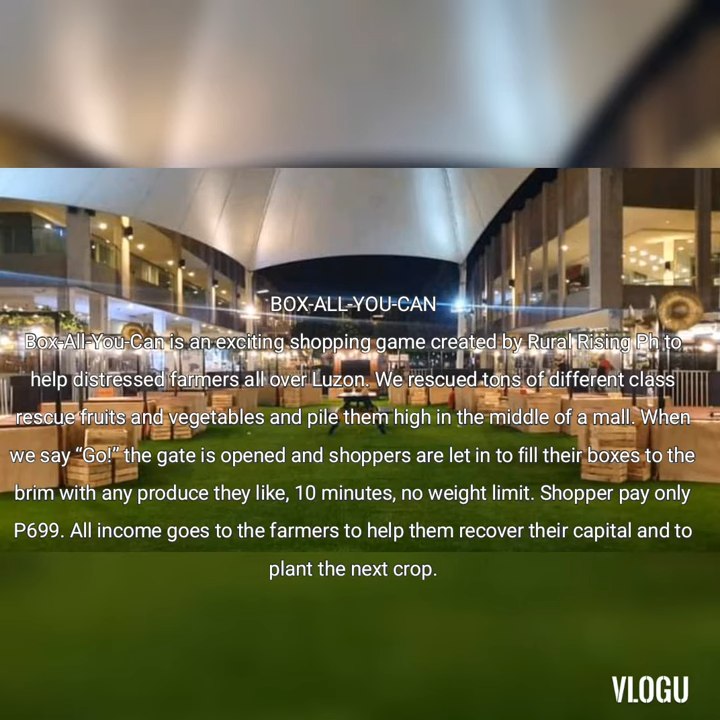 BOX-ALL-YOU-CAN
Box-All-You-Can is an exciting shopping game created by Rural Rising Ph to
help distressed farmers all over Luzon. We rescued tons of different class
rescue fruits and vegetables and pile them high in the middle of a mall. When
we say “Go!” the gate is opened and shoppers are let in to fill their boxes to the
brim with any produce they like, 10 minutes, no weight limit. Shopper pay only
P699. All income goes to the farmers to help them recover their capital and to
plant the next crop.
VLOGU